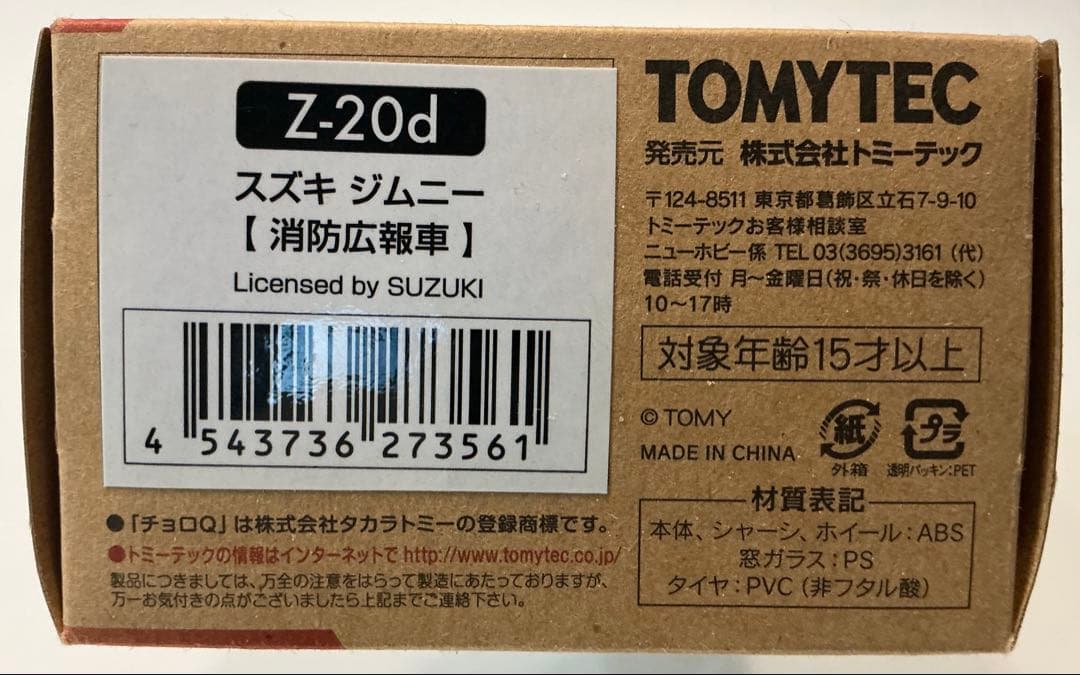 Z-20d
スズキ ジムニー
【 消防広報車 】
Licensed by SUZUKI
4 543736 273561
TOMYTEC
発売元 株式会社トミーテック
〒124-8511 東京都葛飾区立石7-9-10
トミーテックお客様相談室
ニューホビー係 TEL 03(3695)3161 (代)
電話受付 月〜金曜日(祝・祭・休日を除く)
10〜17時
対象年齢15才以上
© TOMY
MADE IN CHINA
紙
外箱
プラ
透明パッキン:PET
材質表記
本体、シャーシ、ホイール:ABS
窓ガラス:PS
タイヤ:PVC (非フタル酸)
●「チョロQ」は株式会社タカラトミーの登録商標です。
●トミーテックの情報はインターネットで http://www.tomytec.co.jp/
製品につきましては、万全の注意をはらって製造にあたっておりますが、
万一お気付きの点がございましたら上記までご連絡下さい。